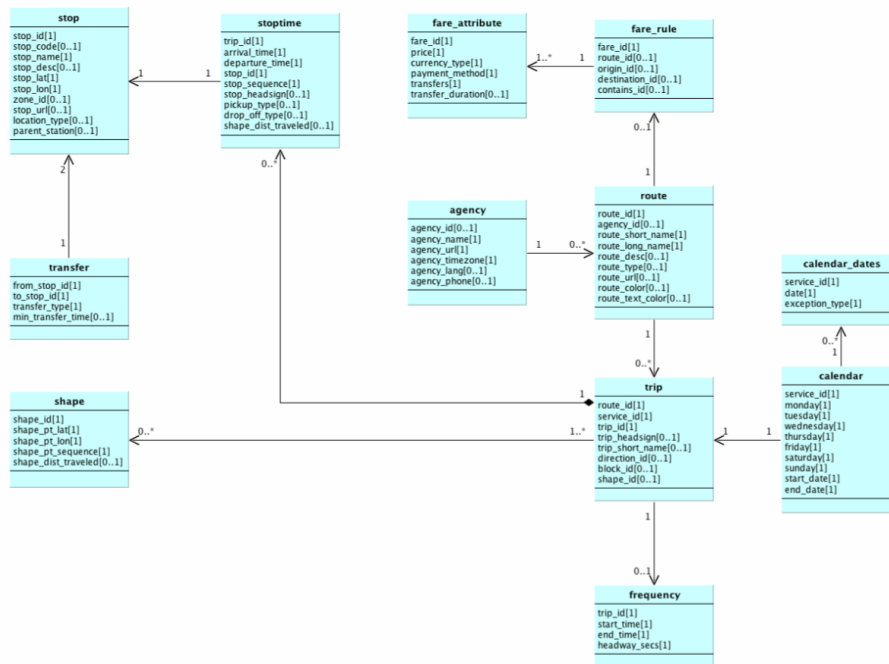 stop
stop_id[1]
stop_code[0..1]
stop_name[1]
stop_desc[0..1]
stop_lat[1]
stop_lon[1]
zone_id[0..1]
stop_url[0..1]
location_type[0..1]
parent_station[0..1]
1
1
stoptime
trip_id[1]
arrival_time[1]
departure_time[1]
stop_id[1]
stop_sequence[1]
stop_headsign[0..1]
pickup_type[0..1]
drop_off_type[0..1]
shape_dist_traveled[0..1]
0..*
fare_attribute
fare_id[1]
price[1]
currency_type[1]
payment_method[1]
transfers[1]
transfer_duration[0..1]
1..*
1
fare_rule
fare_id[1]
route_id[0..1]
origin_id[0..1]
destination_id[0..1]
contains_id[0..1]
0..1
1
2
1
transfer
from_stop_id[1]
to_stop_id[1]
transfer_type[1]
min_transfer_time[0..1]
agency
agency_id[0..1]
agency_name[1]
agency_url[1]
agency_timezone[1]
agency_lang[0..1]
agency_phone[0..1]
1
0..*
route
route_id[1]
agency_id[0..1]
route_short_name[1]
route_long_name[1]
route_desc[0..1]
route_type[0..1]
route_url[0..1]
route_color[0..1]
route_text_color[0..1]
1
0..*
calendar_dates
service_id[1]
date[1]
exception_type[1]
0..*
1
shape
shape_id[1]
shape_pt_lat[1]
shape_pt_lon[1]
shape_pt_sequence[1]
shape_dist_traveled[0..1]
0..*
1
1..*
trip
route_id[1]
service_id[1]
trip_id[1]
trip_headsign[0..1]
trip_short_name[0..1]
direction_id[0..1]
block_id[0..1]
shape_id[0..1]
1
1
calendar
service_id[1]
monday[1]
tuesday[1]
wednesday[1]
thursday[1]
friday[1]
saturday[1]
sunday[1]
start_date[1]
end_date[1]
1
0..1
frequency
trip_id[1]
start_time[1]
end_time[1]
headway_secs[1]